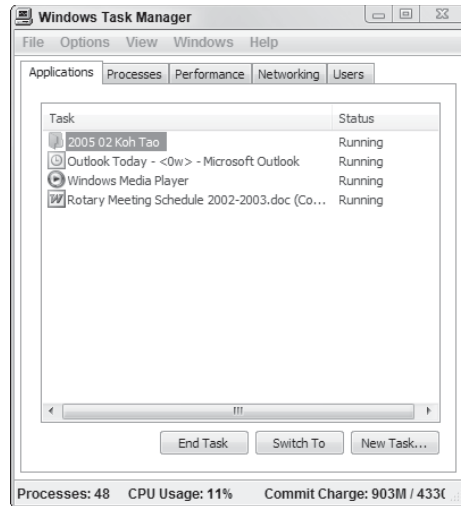 Windows Task Manager
File Options View Windows Help
Applications Processes Performance Networking Users
Task Status
2005 02 Koh Tao Running
Outlook Today - <0w> - Microsoft Outlook Running
Windows Media Player Running
Rotary Meeting Schedule 2002-2003.doc (Co... Running
End Task Switch To New Task...
Processes: 48 CPU Usage: 11% Commit Charge: 903M / 433